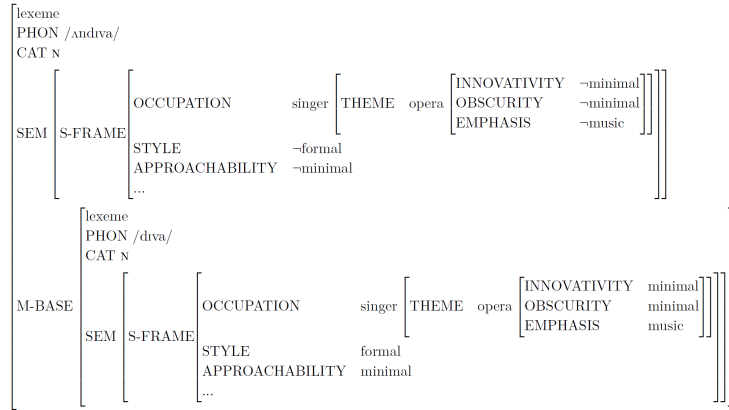 lexeme
PHON /ʌndɪva/
CAT N
INNOVATIVITY ¬minimal
OCCUPATION singer THEME opera OBSCURITY ¬minimal
EMPHASIS ¬music
SEM S-FRAME
STYLE ¬formal
APPROACHABILITY ¬minimal
...
lexeme
PHON /dɪva/
CAT N
INNOVATIVITY minimal
M-BASE OCCUPATION singer THEME opera OBSCURITY minimal
EMPHASIS music
SEM S-FRAME
STYLE formal
APPROACHABILITY minimal
...